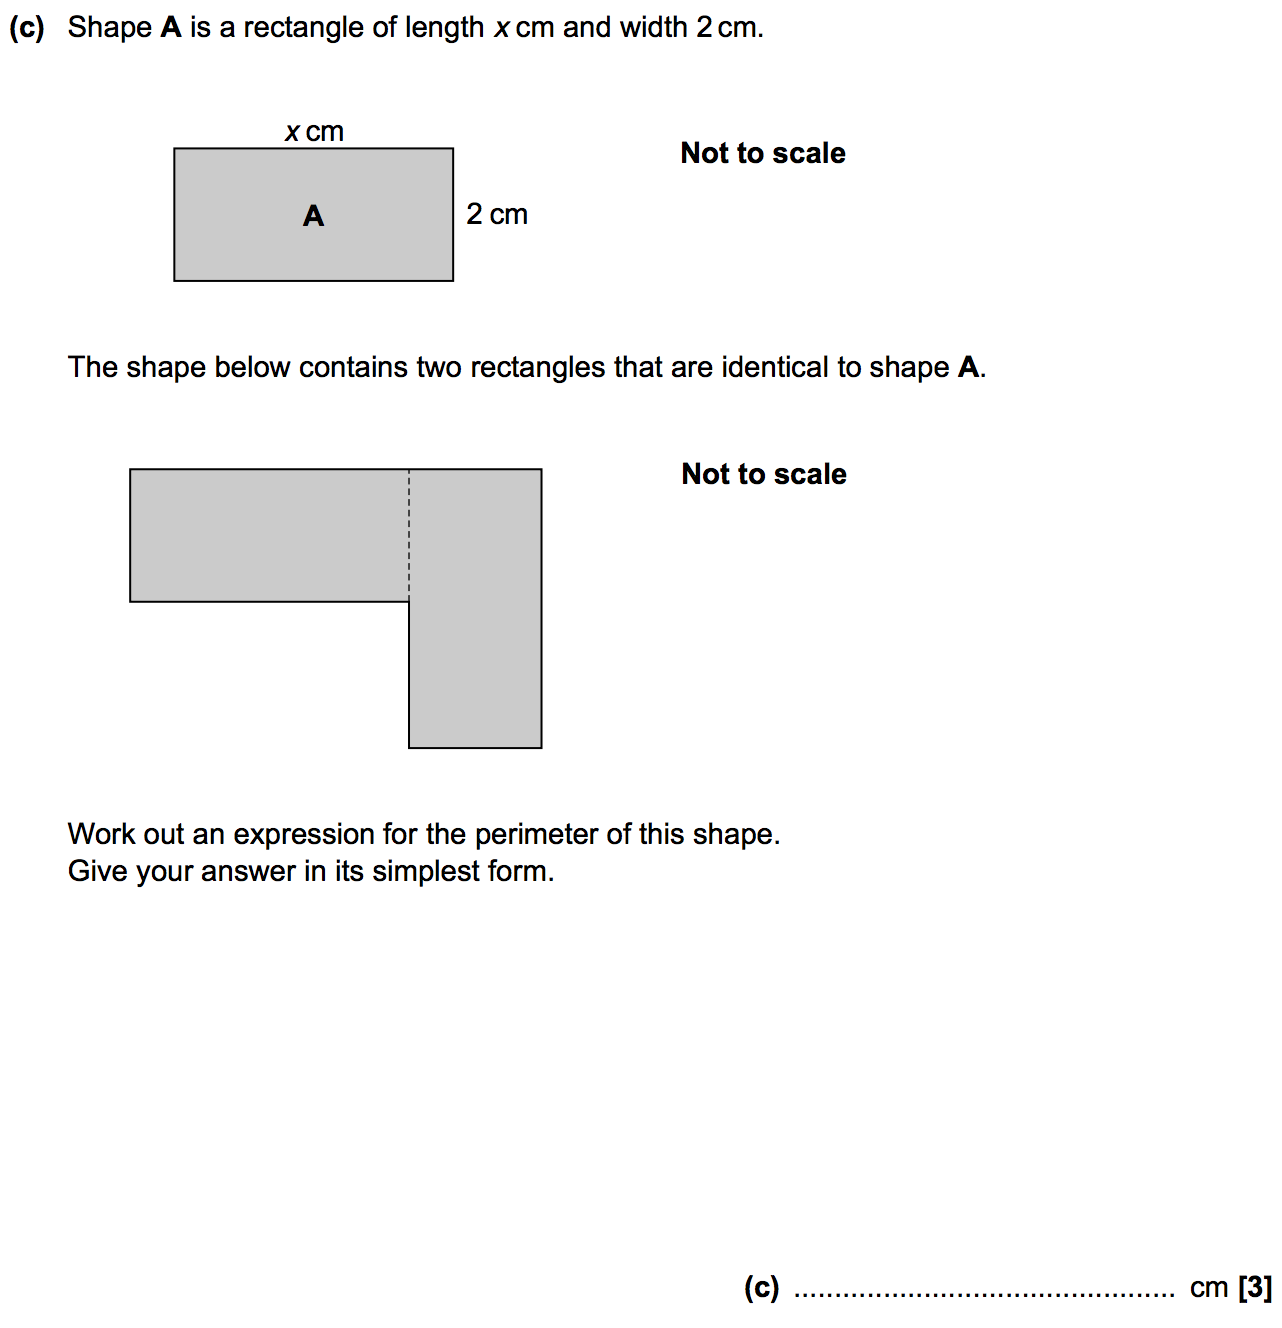 (c) Shape A is a rectangle of length x cm and width 2 cm.
x cm
Not to scale
A
2 cm
The shape below contains two rectangles that are identical to shape A.
Not to scale
Work out an expression for the perimeter of this shape.
Give your answer in its simplest form.
(c) ............................................... cm [3]